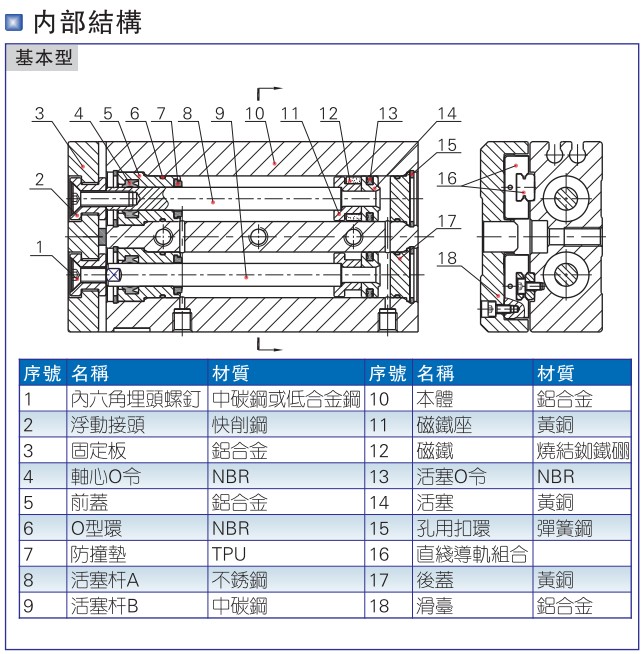 內部結構
基本型
3 4 5 6 7 8 9 10 11 12 13 14
15
2 16
17
1
18
序號 名稱 材質 序號 名稱 材質
1 內六角埋頭螺釘 中碳鋼或低合金鋼 10 本體 鋁合金
2 浮動接頭 快削鋼 11 磁鐵座 黃銅
3 固定板 鋁合金 12 磁鐵 燒結釹鐵硼
4 軸心O令 NBR 13 活塞O令 NBR
5 前蓋 鋁合金 14 活塞 黃銅
6 O型環 NBR 15 孔用扣環 彈簧鋼
7 防撞墊 TPU 16 直綫導軌組合
8 活塞杆A 不銹鋼 17 後蓋 黃銅
9 活塞杆B 中碳鋼 18 滑臺 鋁合金